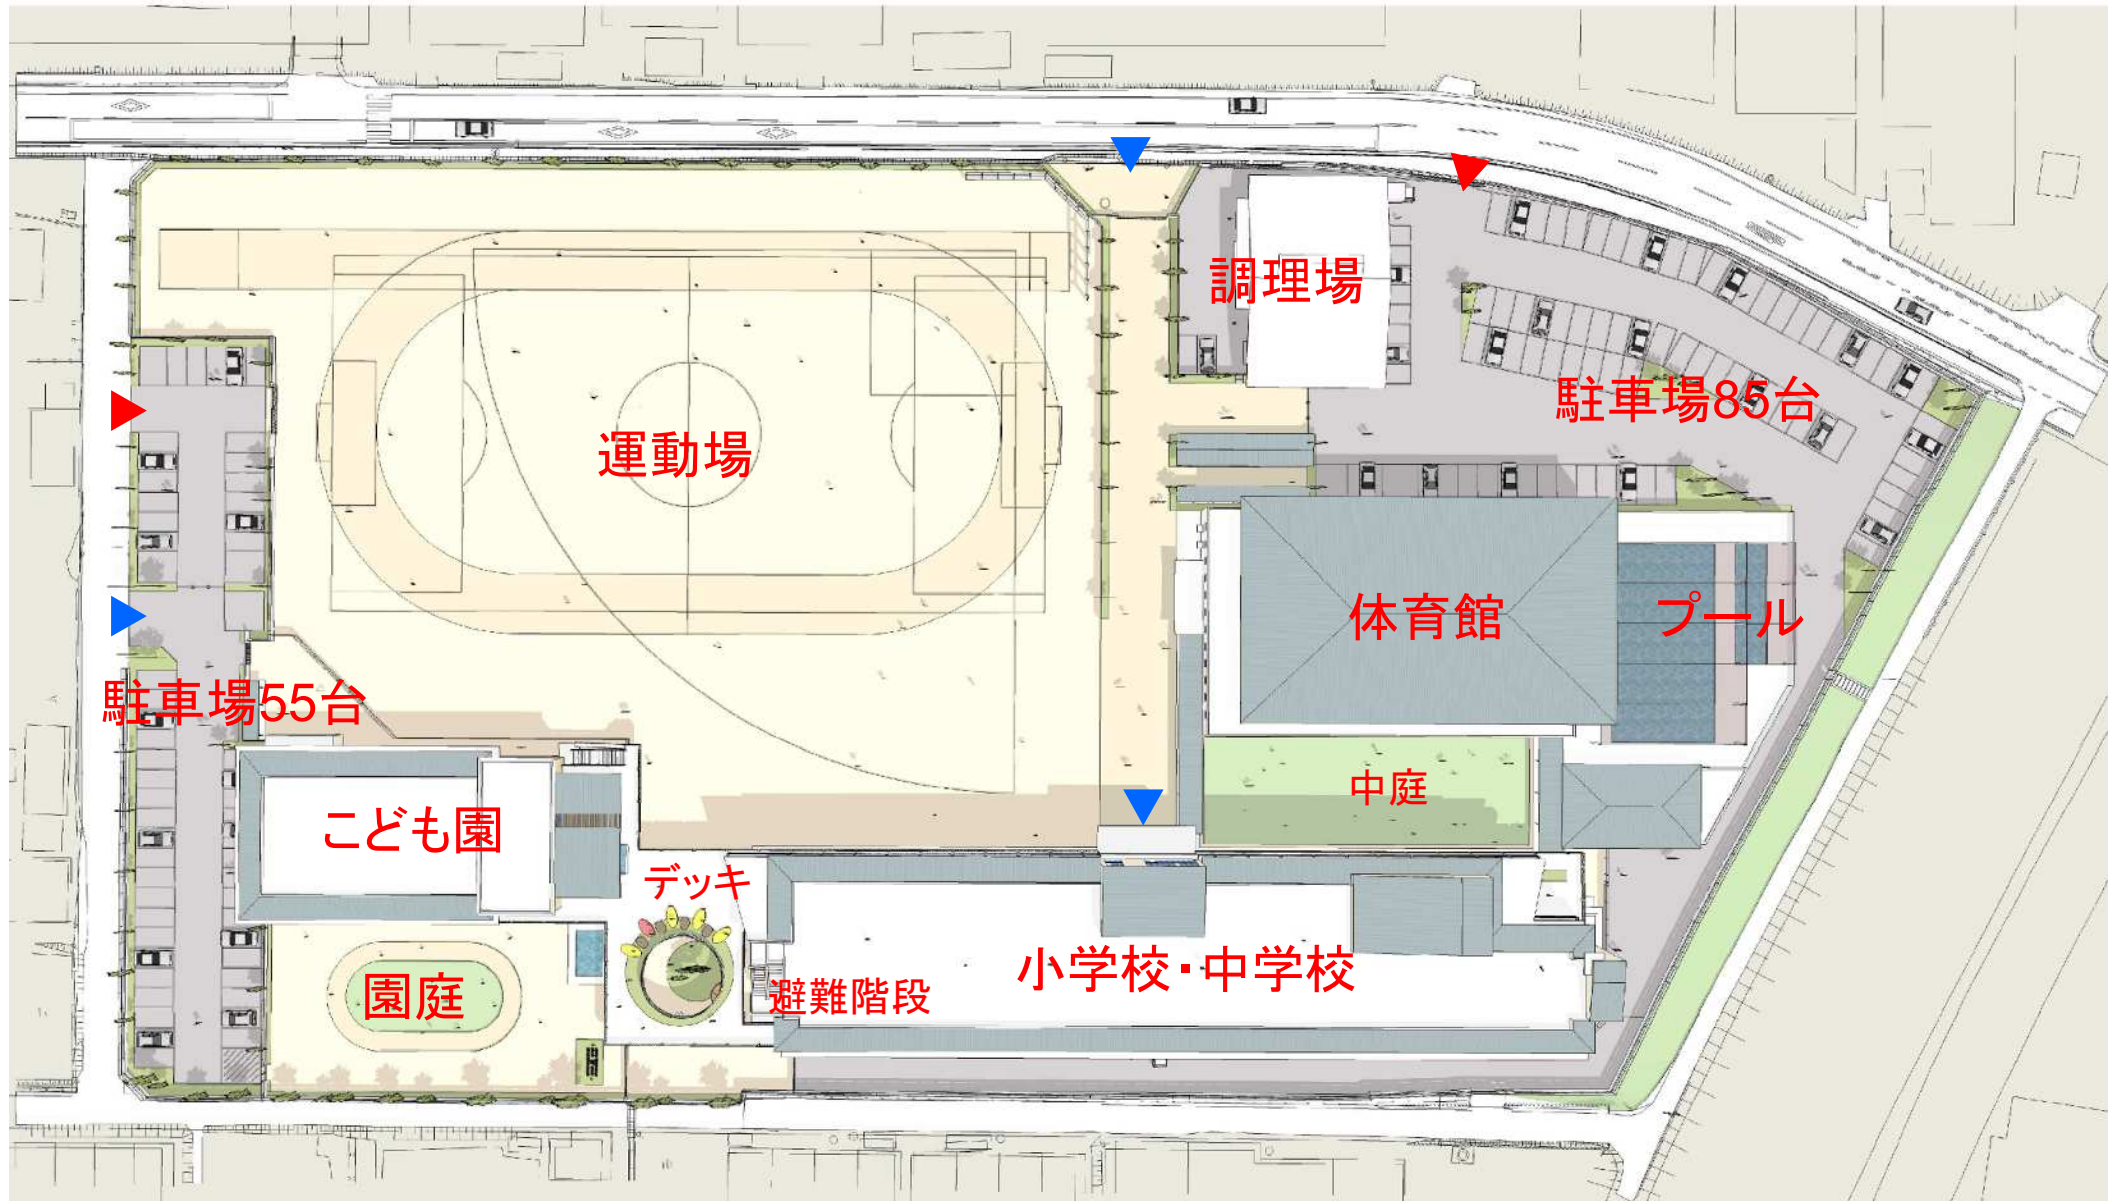 調理場
駐車場85台
運動場
体育館
プール
駐車場55台
中庭
こども園
デッキ
小学校・中学校
園庭
避難階段